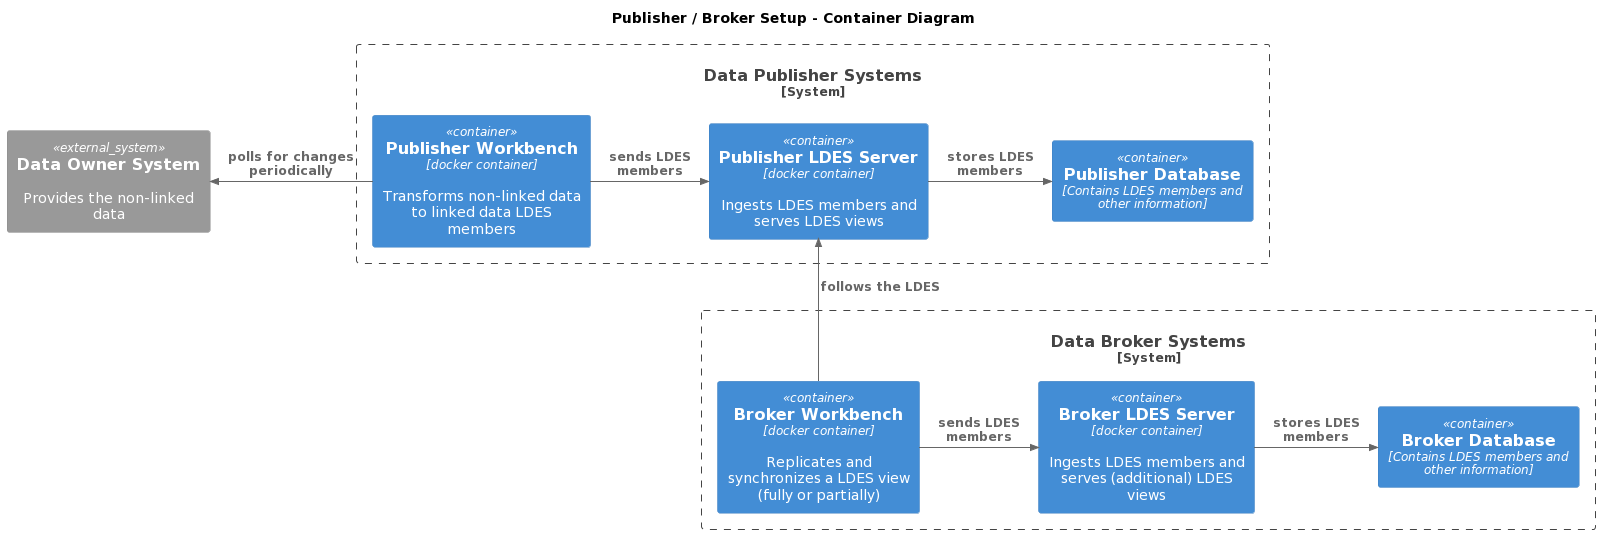 Publisher / Broker Setup - Container Diagram
Data Publisher Systems
[System]
«external_system»
Data Owner System
Provides the non-linked
data
polls for changes
periodically
«container»
Publisher Workbench
[docker container]
Transforms non-linked data
to linked data LDES
members
sends LDES
members
«container»
Publisher LDES Server
[docker container]
Ingests LDES members and
serves LDES views
stores LDES
members
«container»
Publisher Database
[Contains LDES members and
other information]
follows the LDES
Data Broker Systems
[System]
«container»
Broker Workbench
[docker container]
Replicates and
synchronizes a LDES view
(fully or partially)
sends LDES
members
«container»
Broker LDES Server
[docker container]
Ingests LDES members and
serves (additional) LDES
views
stores LDES
members
«container»
Broker Database
[Contains LDES members and
other information]